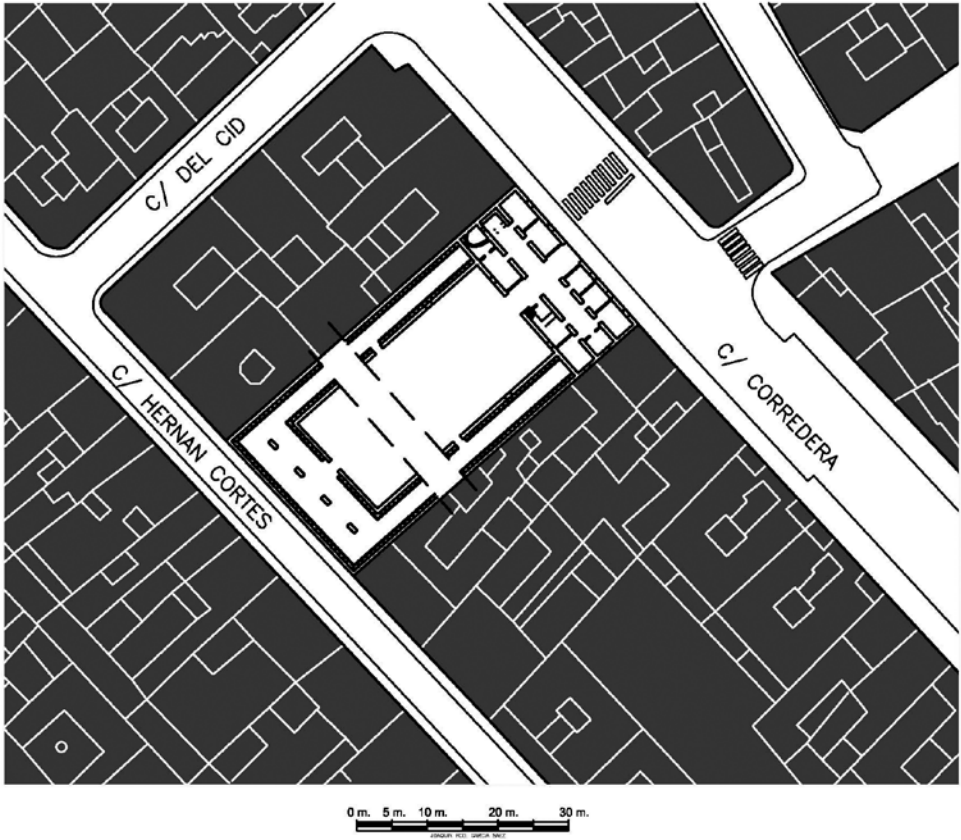 C/ DEL CID
C/ HERNAN CORTES
C/ CORREDERA
0 m. 5 m. 10 m. 20 m. 30 m.